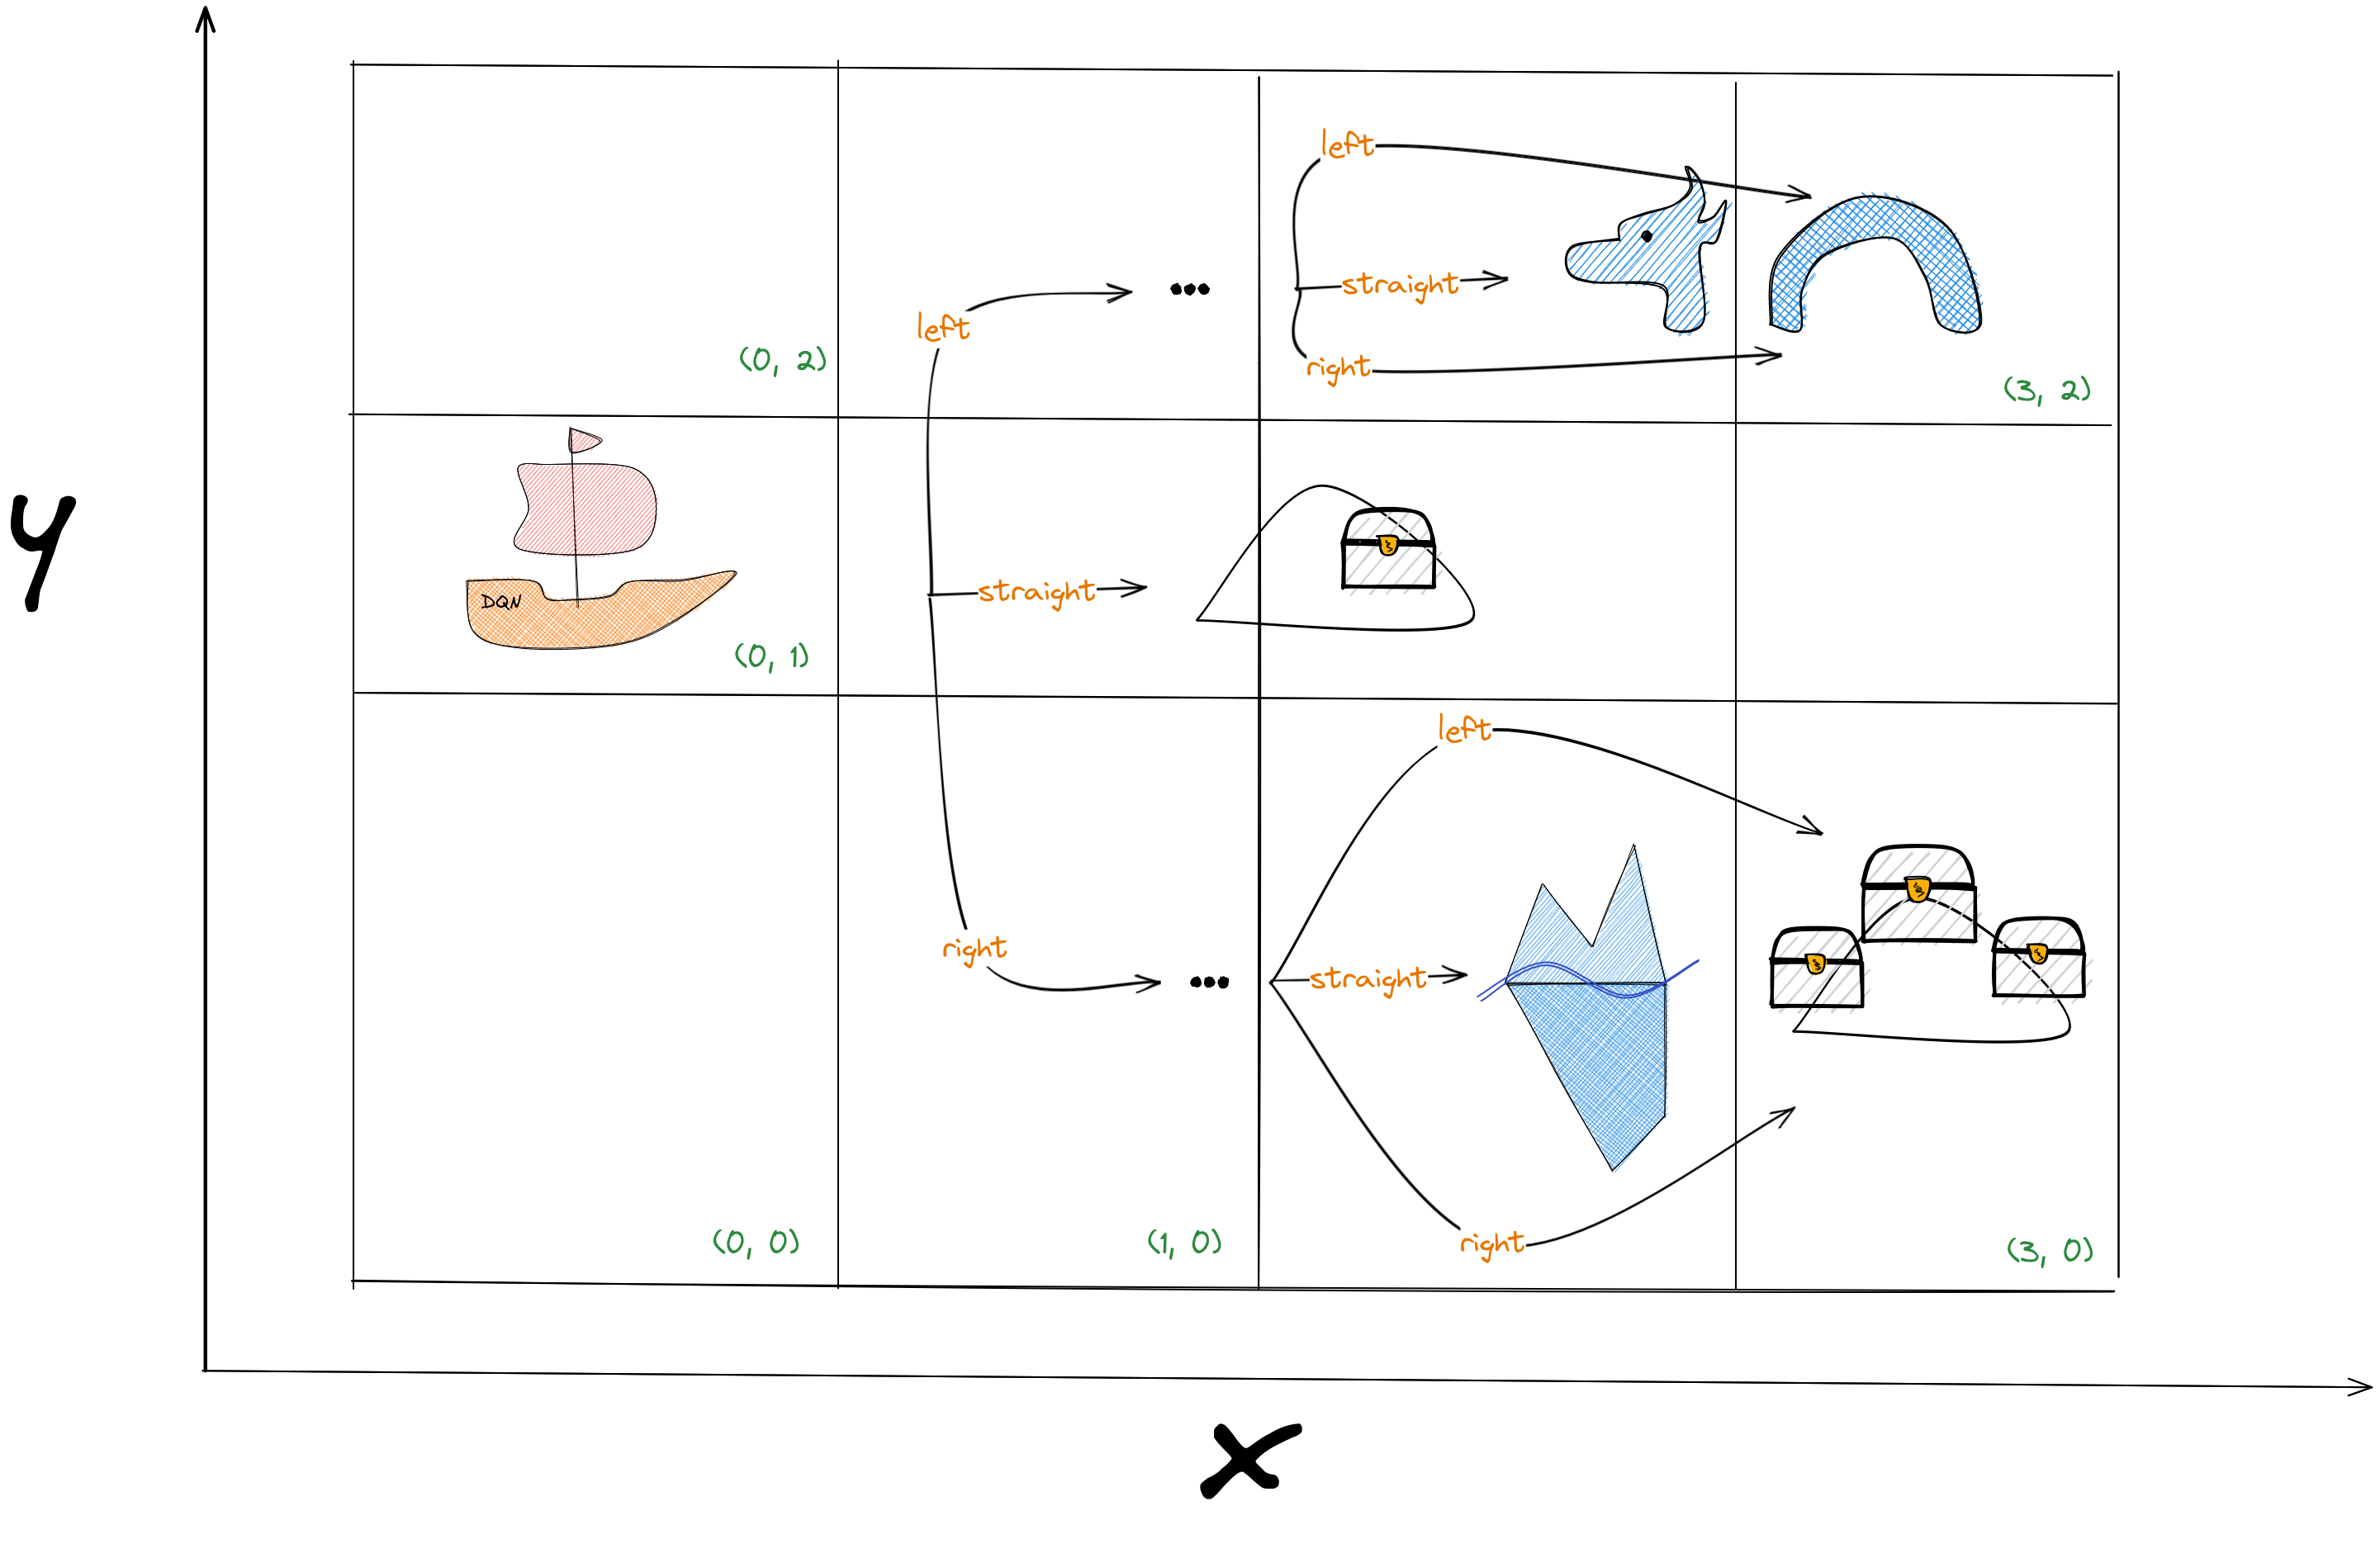 left
straight
left
right
(0, 2)
(3, 2)
y
straight
DQN
(0, 1)
left
right
straight
(0, 0)
(1, 0)
right
(3, 0)
x